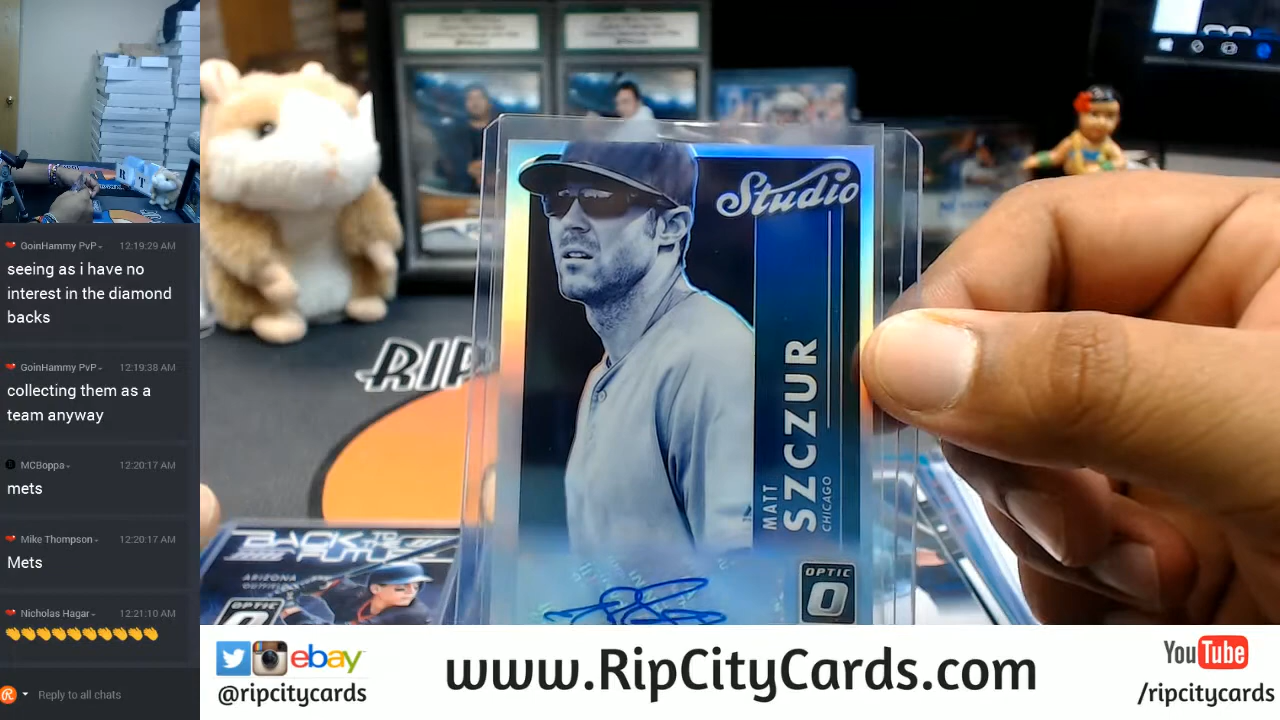 GoinHammy PvP 12:19:29 AM
seeing as i have no
interest in the diamond
backs
GoinHammy PvP 12:19:38 AM
collecting them as a
team anyway
MCBoppa 12:20:17 AM
mets
Mike Thompson 12:20:17 AM
Mets
Nicholas Hagar 12:21:10 AM
👏👏👏👏👏👏👏👏👏👏
Reply to all chats
R T
RIP
Studio
MATT
SZCZUR
CHICAGO
OPTIC
BACK TO THE
FUTURE
ARIZONA
OPTIC
ebay
@ripcitycards
www.RipCityCards.com
YouTube
/ripcitycards